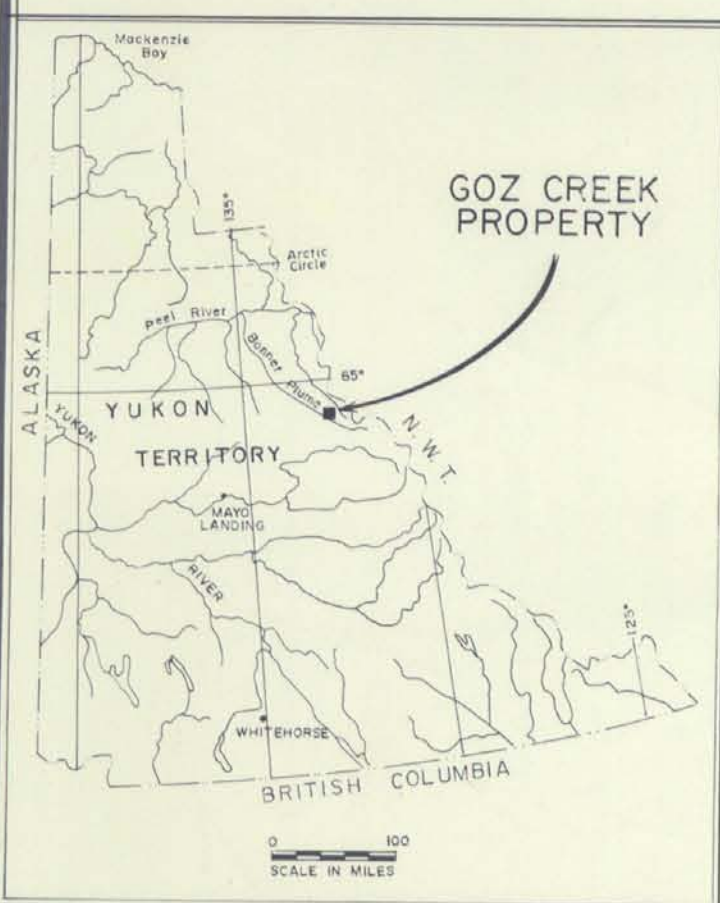 Mackenzie
Bay
GOZ CREEK
PROPERTY
135°
Arctic
Circle
Peel River
Bonner Plume
65°
ALASKA
YUKON
YUKON
TERRITORY
N.W.T.
MAYO
LANDING
RIVER
125°
WHITEHORSE
BRITISH COLUMBIA
0 100
SCALE IN MILES